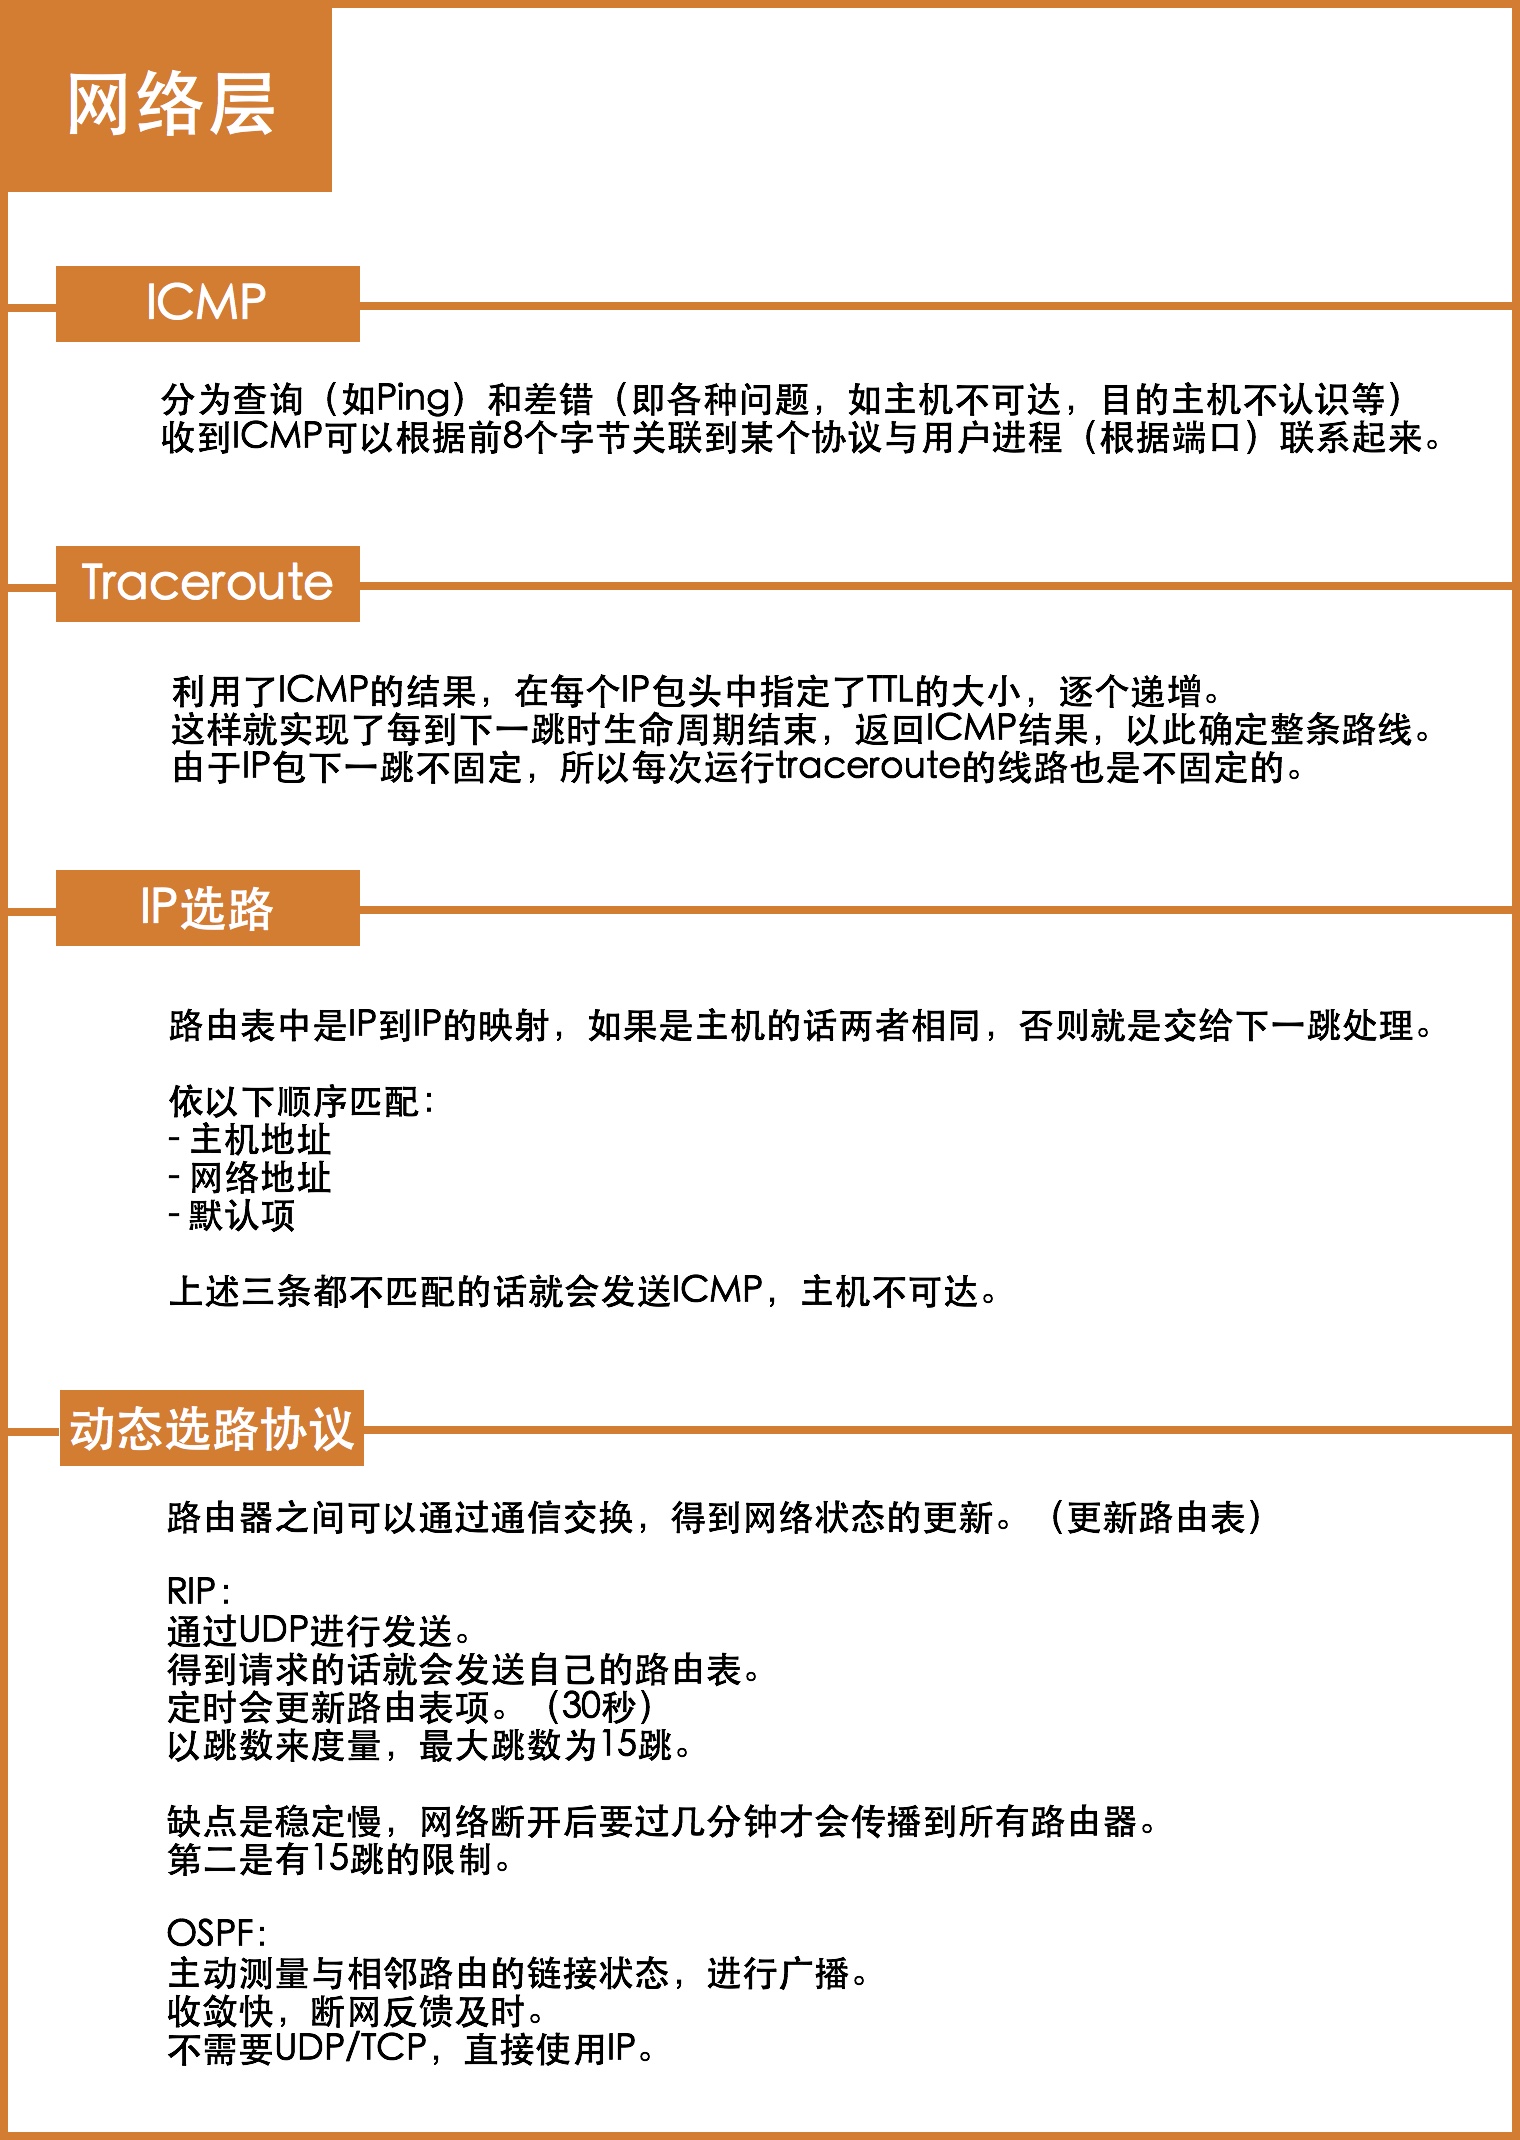 网络层
ICMP
分为查询（如Ping）和差错（即各种问题，如主机不可达，目的主机不认识等）
收到ICMP可以根据前8个字节关联到某个协议与用户进程（根据端口）联系起来。
Traceroute
利用了ICMP的结果，在每个IP包头中指定了TTL的大小，逐个递增。
这样就实现了每到下一跳时生命周期结束，返回ICMP结果，以此确定整条路线。
由于IP包下一跳不固定，所以每次运行traceroute的线路也是不固定的。
IP选路
路由表中是IP到IP的映射，如果是主机的话两者相同，否则就是交给下一跳处理。
依以下顺序匹配：
- 主机地址
- 网络地址
- 默认项
上述三条都不匹配的话就会发送ICMP，主机不可达。
动态选路协议
路由器之间可以通过通信交换，得到网络状态的更新。（更新路由表）
RIP：
通过UDP进行发送。
得到请求的话就会发送自己的路由表。
定时会更新路由表项。（30秒）
以跳数来度量，最大跳数为15跳。
缺点是稳定慢，网络断开后要过几分钟才会传播到所有路由器。
第二是有15跳的限制。
OSPF：
主动测量与相邻路由的链接状态，进行广播。
收敛快，断网反馈及时。
不需要UDP/TCP，直接使用IP。